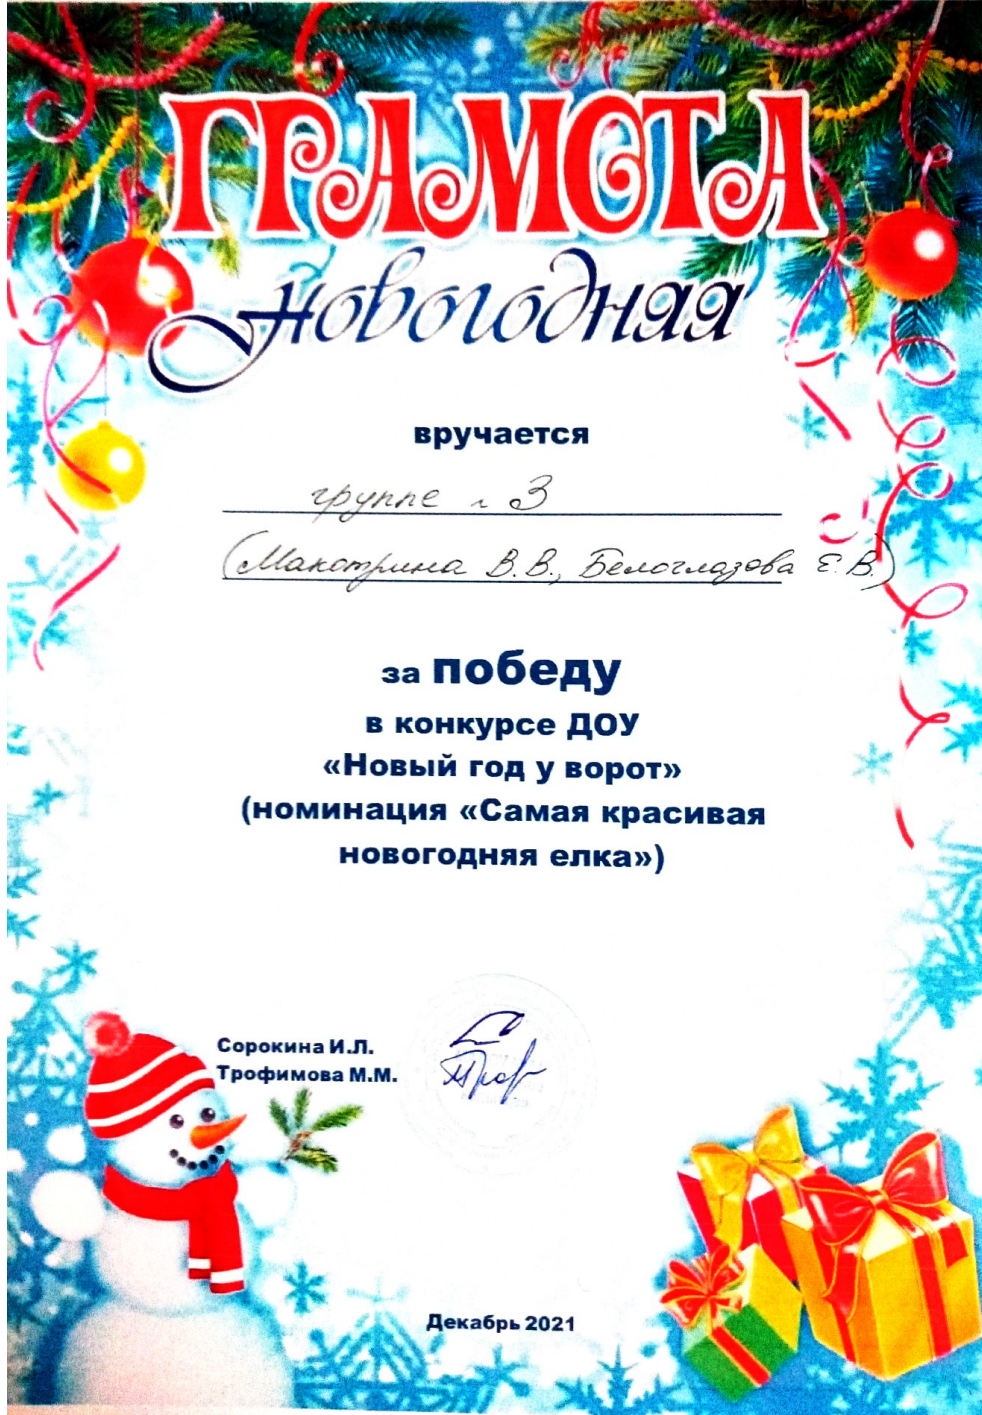 ГРАМОТА
новогодняя
вручается
группе г 3
(Макотрина В.В., Белоглазова Е.В.)
за победу
в конкурсе ДОУ
«Новый год у ворот»
(номинация «Самая красивая
новогодняя елка»)
Сорокина И.Л.
Трофимова М.М.
Декабрь 2021